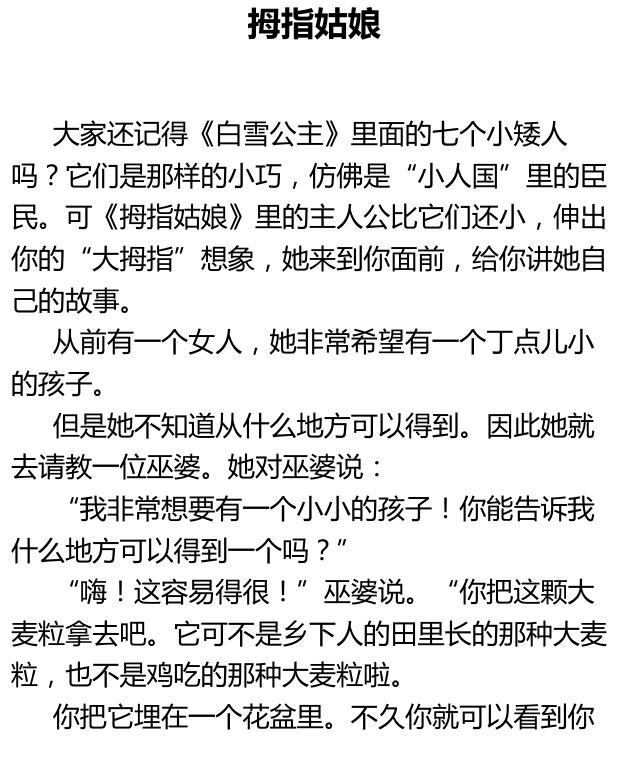 拇指姑娘
大家还记得《白雪公主》里面的七个小矮人
吗？它们是那样的小巧，仿佛是“小人国”里的臣
民。可《拇指姑娘》里的主人公比它们还小，伸出
你的“大拇指”想象，她来到你面前，给你讲她自
己的故事。
从前有一个女人，她非常希望有一个丁点儿小
的孩子。
但是她不知道从什么地方可以得到。因此她就
去请教一位巫婆。她对巫婆说：
“我非常想要有一个小小的孩子！你能告诉我
什么地方可以得到一个吗？”
“嗨！这容易得很！”巫婆说。“你把这颗大
麦粒拿去吧。它可不是乡下人的田里长的那种大麦
粒，也不是鸡吃的那种大麦粒啦。
你把它埋在一个花盆里。不久你就可以看到你